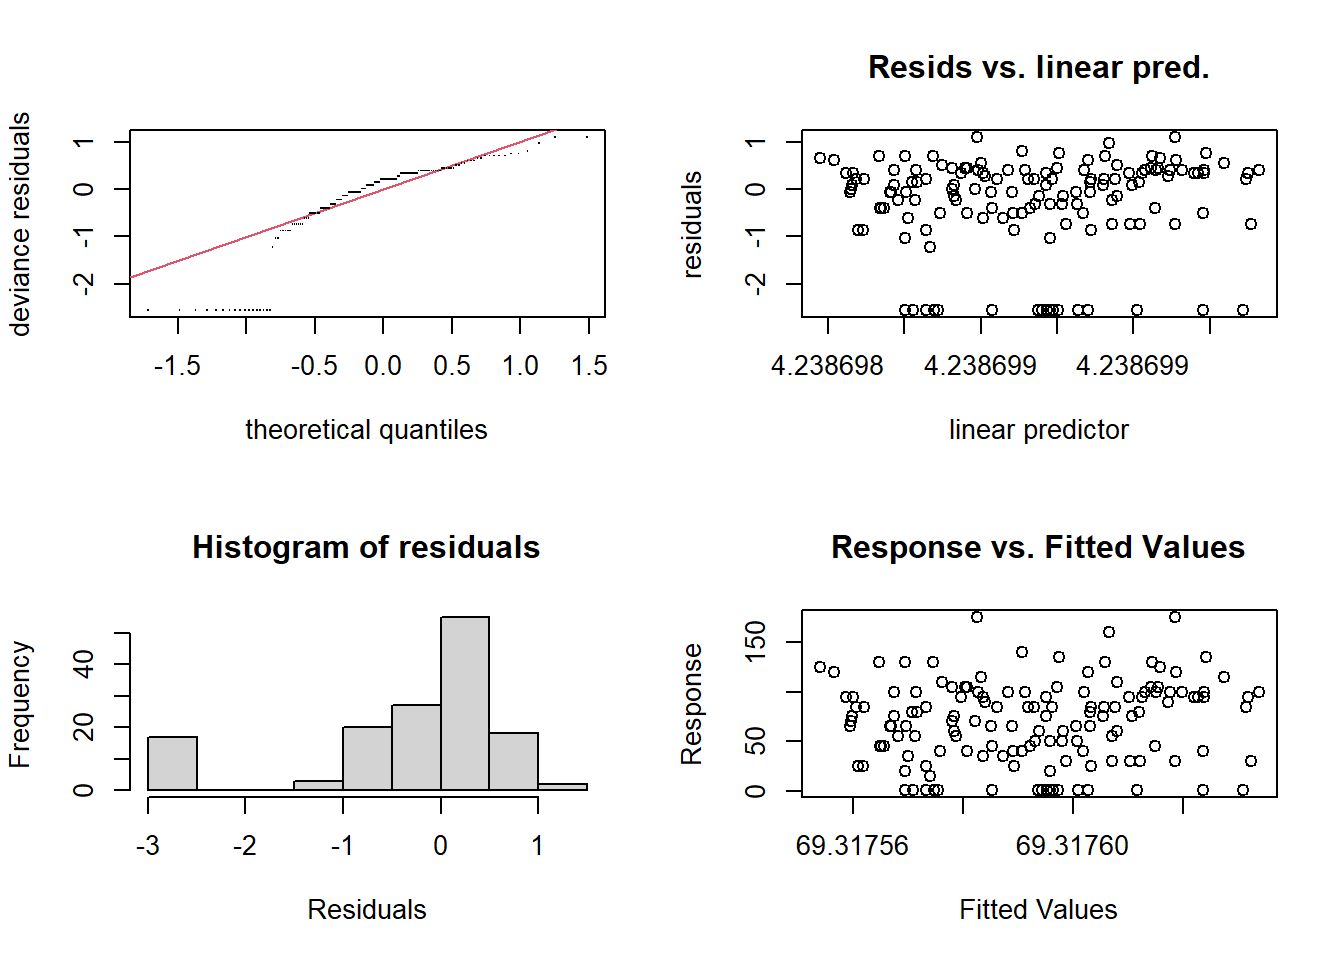 deviance residuals
1
0
-1
-2
-1.5 -0.5 0.0 0.5 1.0 1.5
theoretical quantiles
Resids vs. linear pred.
residuals
1
0
-1
-2
4.238698 4.238699 4.238699
linear predictor
Histogram of residuals
Frequency
40
20
0
-3 -2 -1 0 1
Residuals
Response vs. Fitted Values
Response
150
50
0
69.31756 69.31760
Fitted Values